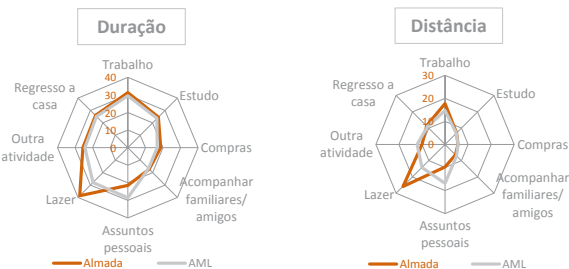 Duração
Trabalho
40
30
20
10
0
Estudo
Compras
Acompanhar
familiares/
amigos
Assuntos
pessoais
Lazer
Outra
atividade
Regresso a
casa
Almada
AML
Distância
Trabalho
30
20
10
0
Estudo
Compras
Acompanhar
familiares/
amigos
Assuntos
pessoais
Lazer
Outra
atividade
Regresso a
casa
Almada
AML